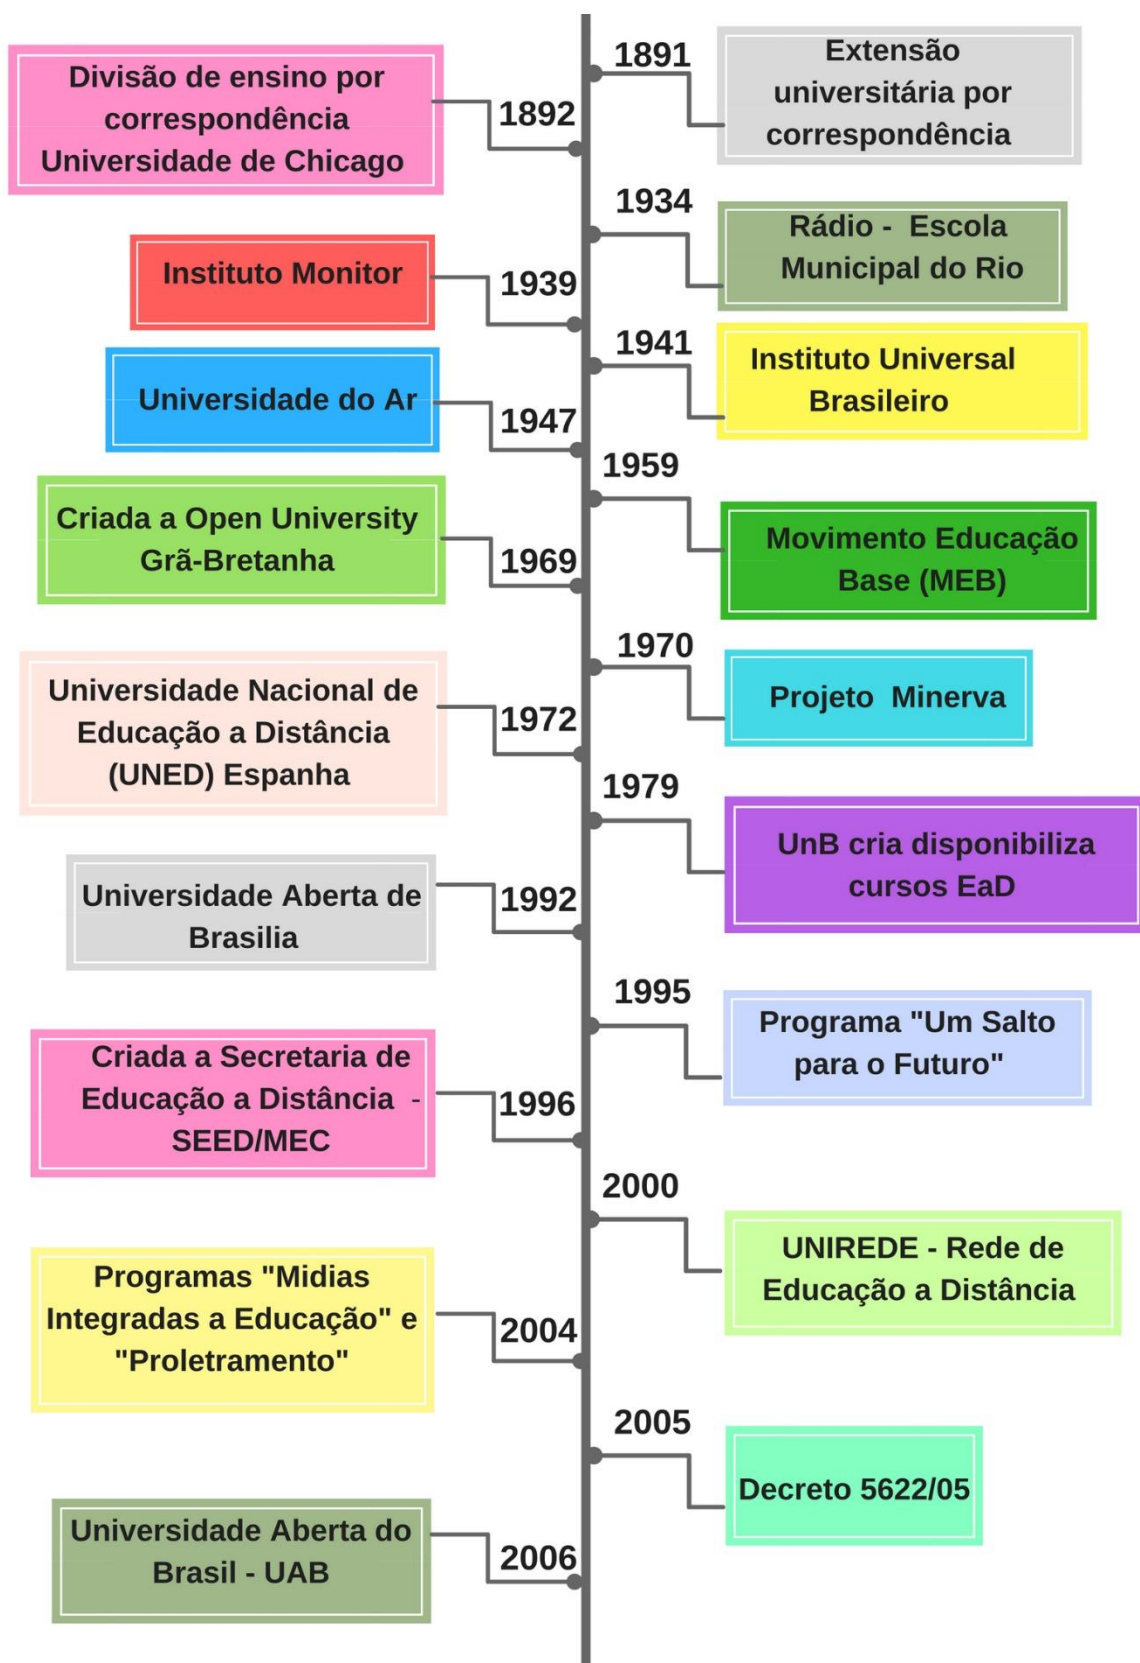 1891
Extensão
universitária por
correspondência
Divisão de ensino por
correspondência
Universidade de Chicago
1892
1934
Rádio -  Escola
Municipal do Rio
Instituto Monitor
1939
1941
Instituto Universal
Brasileiro
Universidade do Ar
1947
1959
Movimento Educação
Base (MEB)
Criada a Open University
Grã-Bretanha
1969
1970
Projeto  Minerva
Universidade Nacional de
Educação a Distância
(UNED) Espanha
1972
1979
UnB cria disponibiliza
cursos EaD
Universidade Aberta de
Brasilia
1992
1995
Programa "Um Salto
para o Futuro"
Criada a Secretaria de
Educação a Distância  -
SEED/MEC
1996
2000
UNIREDE - Rede de
Educação a Distância
Programas "Midias
Integradas a Educação" e
"Proletramento"
2004
2005
Decreto 5622/05
Universidade Aberta do
Brasil - UAB
2006